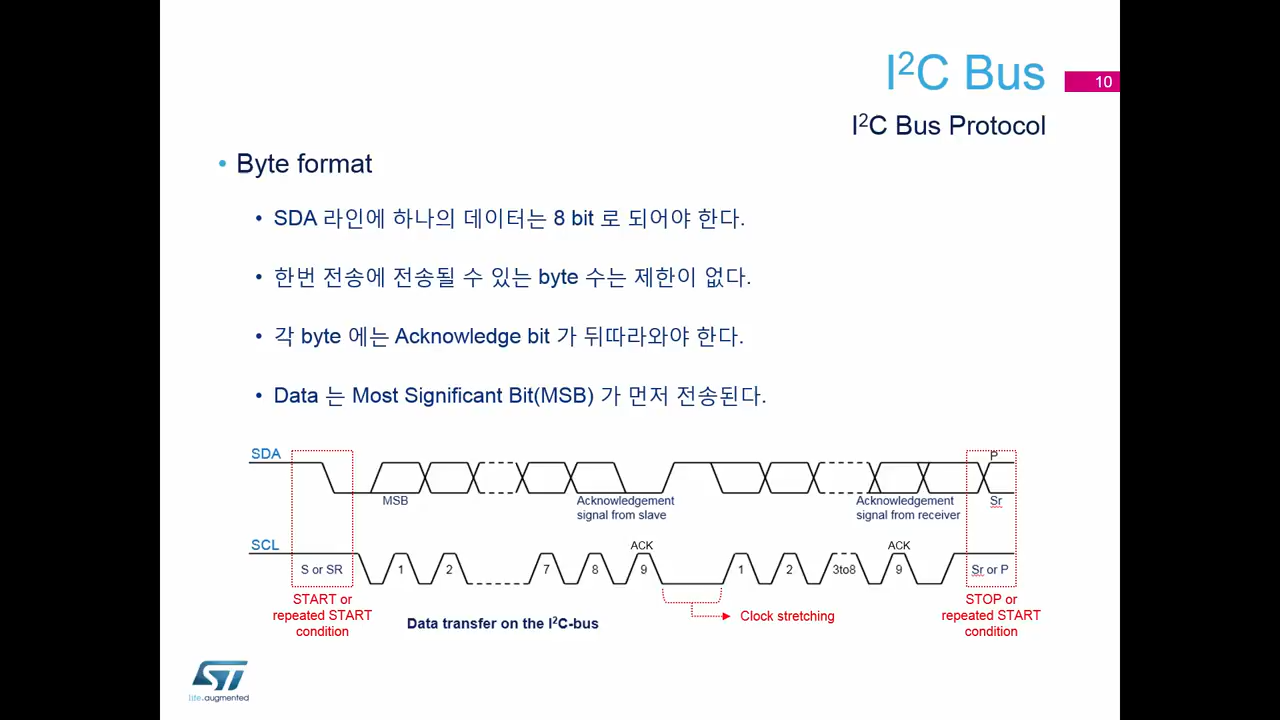 I²C Bus
10
I²C Bus Protocol
• Byte format
• SDA 라인에 하나의 데이터는 8 bit 로 되어야 한다.
• 한번 전송에 전송될 수 있는 byte 수는 제한이 없다.
• 각 byte 에는 Acknowledge bit 가 뒤따라와야 한다.
• Data 는 Most Significant Bit(MSB) 가 먼저 전송된다.
SDA
P
MSB
Acknowledgement
signal from slave
Acknowledgement
signal from receiver
Sr
SCL
ACK
ACK
S or SR
1 2 7 8 9 1 2 3to8 9
Sr or P
START or
repeated START
condition
Data transfer on the I²C-bus
Clock stretching
STOP or
repeated START
condition
ST
life.augmented